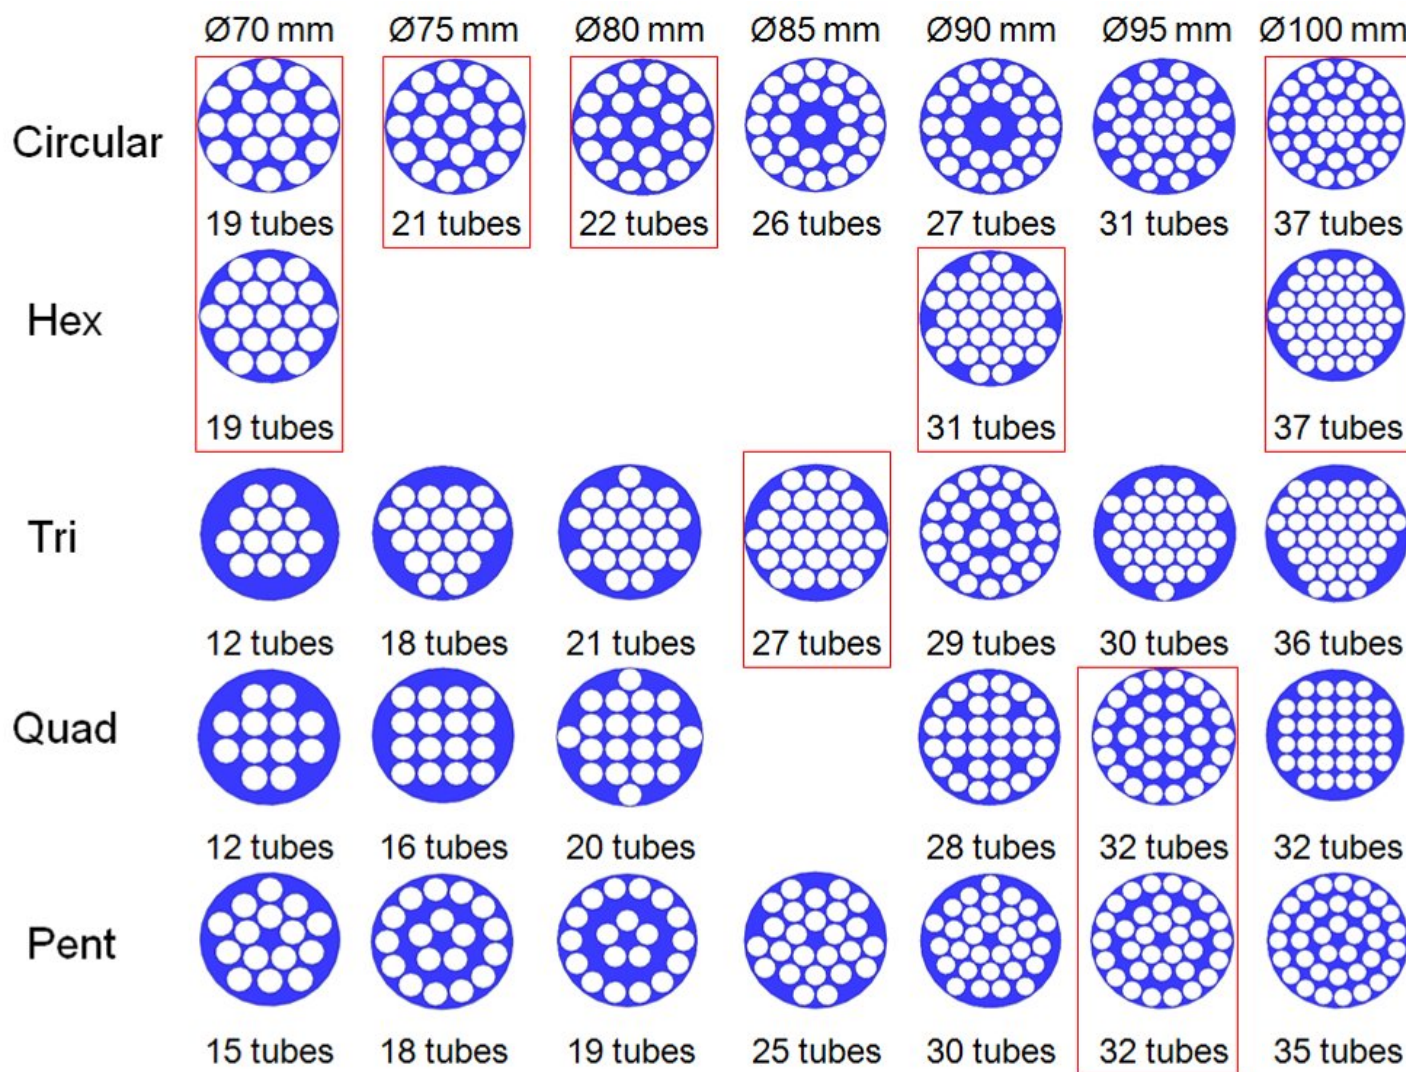 Ø70 mm Ø75 mm Ø80 mm Ø85 mm Ø90 mm Ø95 mm Ø100 mm
Circular
19 tubes 21 tubes 22 tubes 26 tubes 27 tubes 31 tubes 37 tubes
Hex
19 tubes 31 tubes 37 tubes
Tri
12 tubes 18 tubes 21 tubes 27 tubes 29 tubes 30 tubes 36 tubes
Quad
12 tubes 16 tubes 20 tubes 28 tubes 32 tubes 32 tubes
Pent
15 tubes 18 tubes 19 tubes 25 tubes 30 tubes 32 tubes 35 tubes